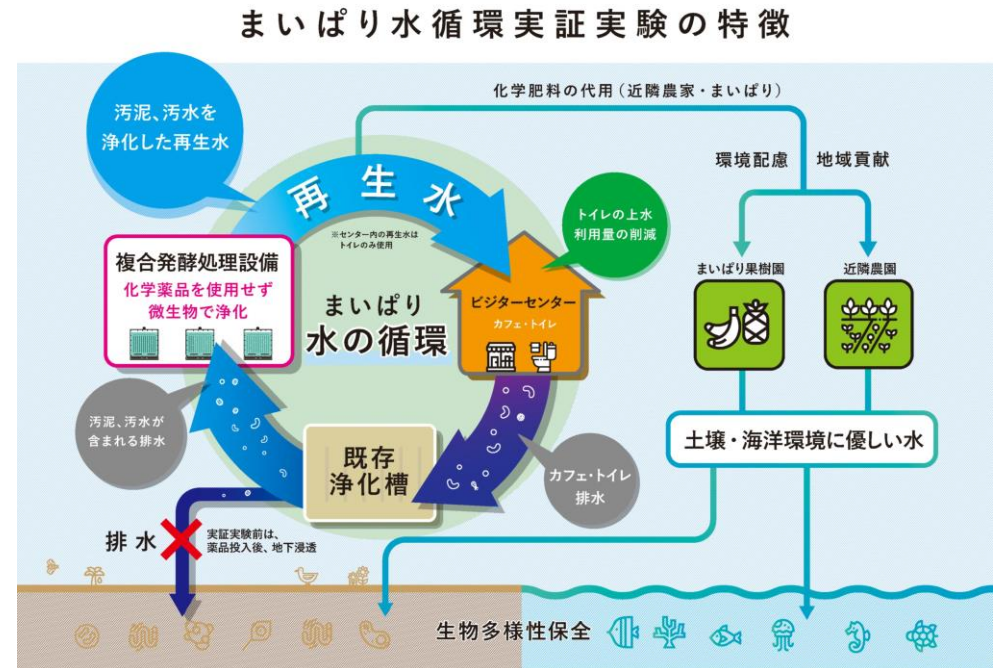 まいぱり水循環実証実験の特徴
化学肥料の代用（近隣農家・まいぱり）
汚泥、汚水を
浄化した再生水
環境配慮
地域貢献
再生水
※センター内の再生水は
トイレのみ使用
トイレの上水
利用量の削減
複合発酵処理設備
化学薬品を使用せず
微生物で浄化
まいぱり
水の循環
ビジターセンター
カフェ・トイレ
まいぱり果樹園
近隣農園
汚泥、汚水が
含まれる排水
既存
浄化槽
カフェ・トイレ
排水
土壌・海洋環境に優しい水
排水
実証実験前は、
薬品投入後、地下浸透
生物多様性保全